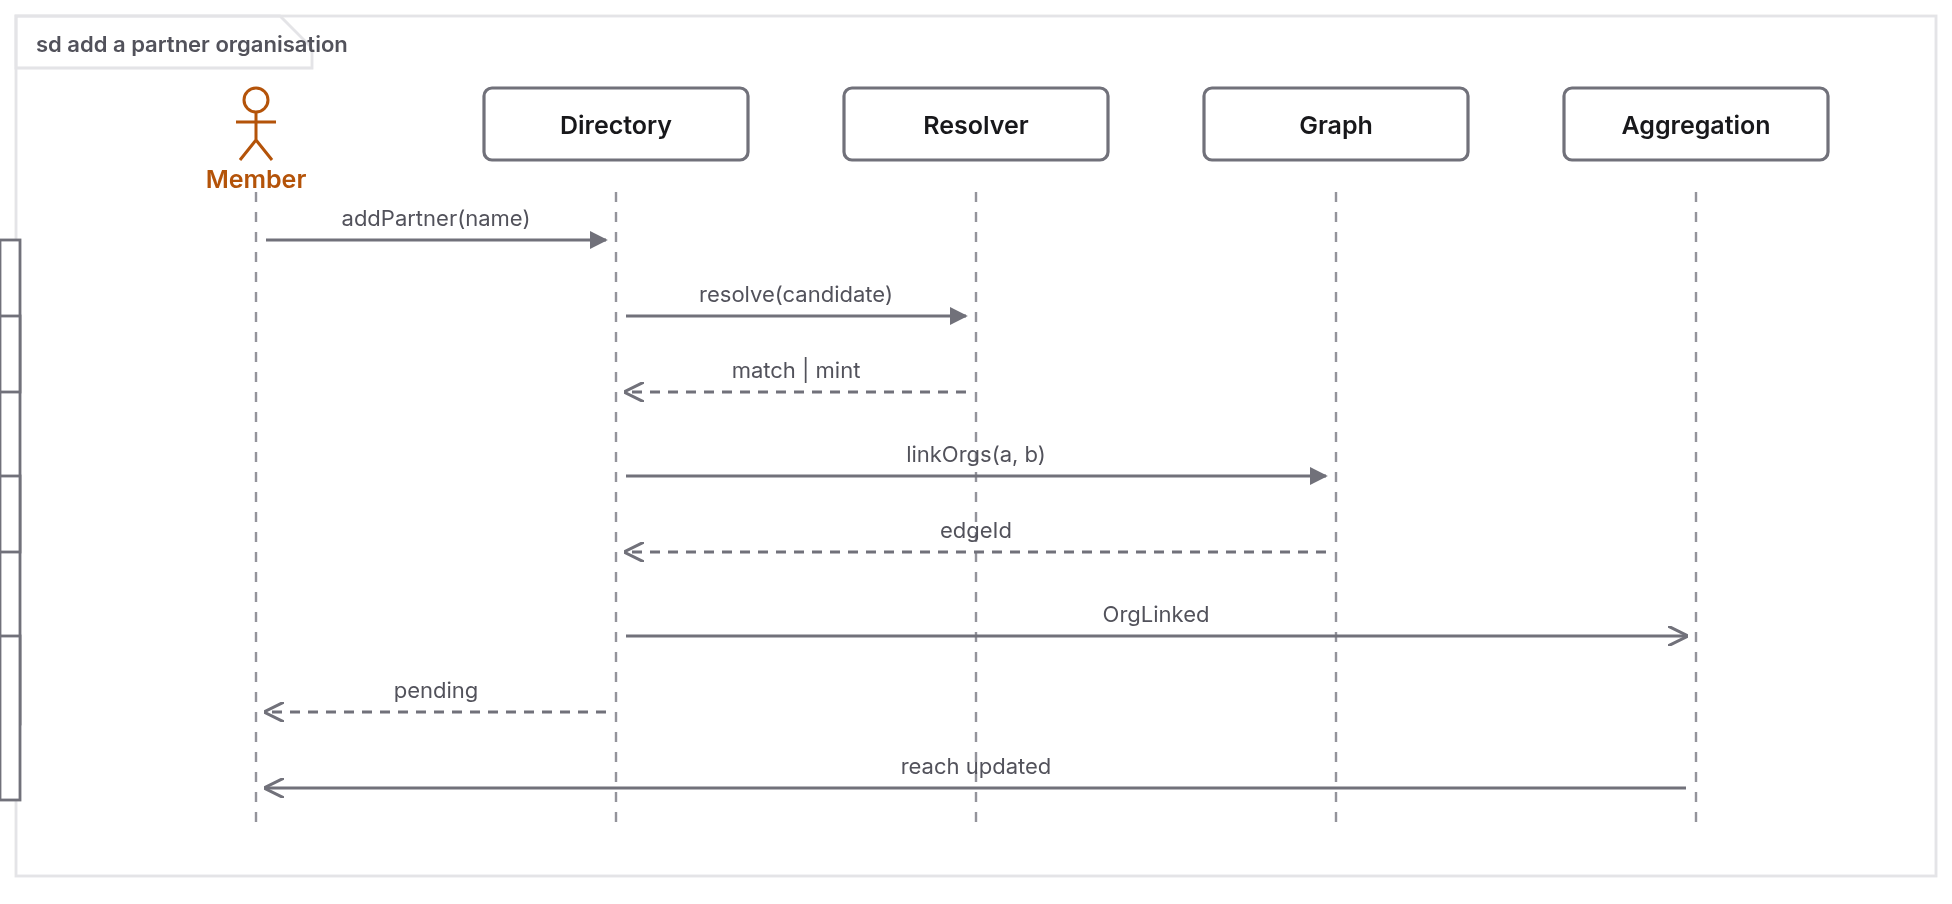 sd add a partner organisation
Member
Directory
Resolver
Graph
Aggregation
addPartner(name)
resolve(candidate)
match | mint
linkOrgs(a, b)
edgeId
OrgLinked
pending
reach updated